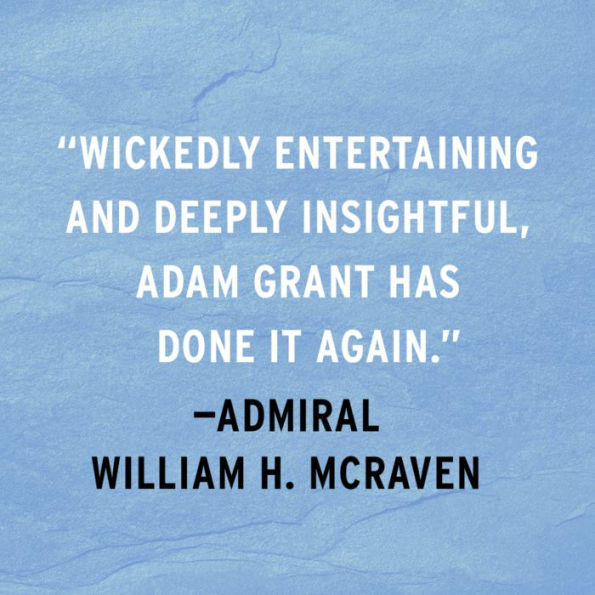 “WICKEDLY ENTERTAINING
AND DEEPLY INSIGHTFUL,
ADAM GRANT HAS
DONE IT AGAIN.”
—ADMIRAL
WILLIAM H. MCRAVEN